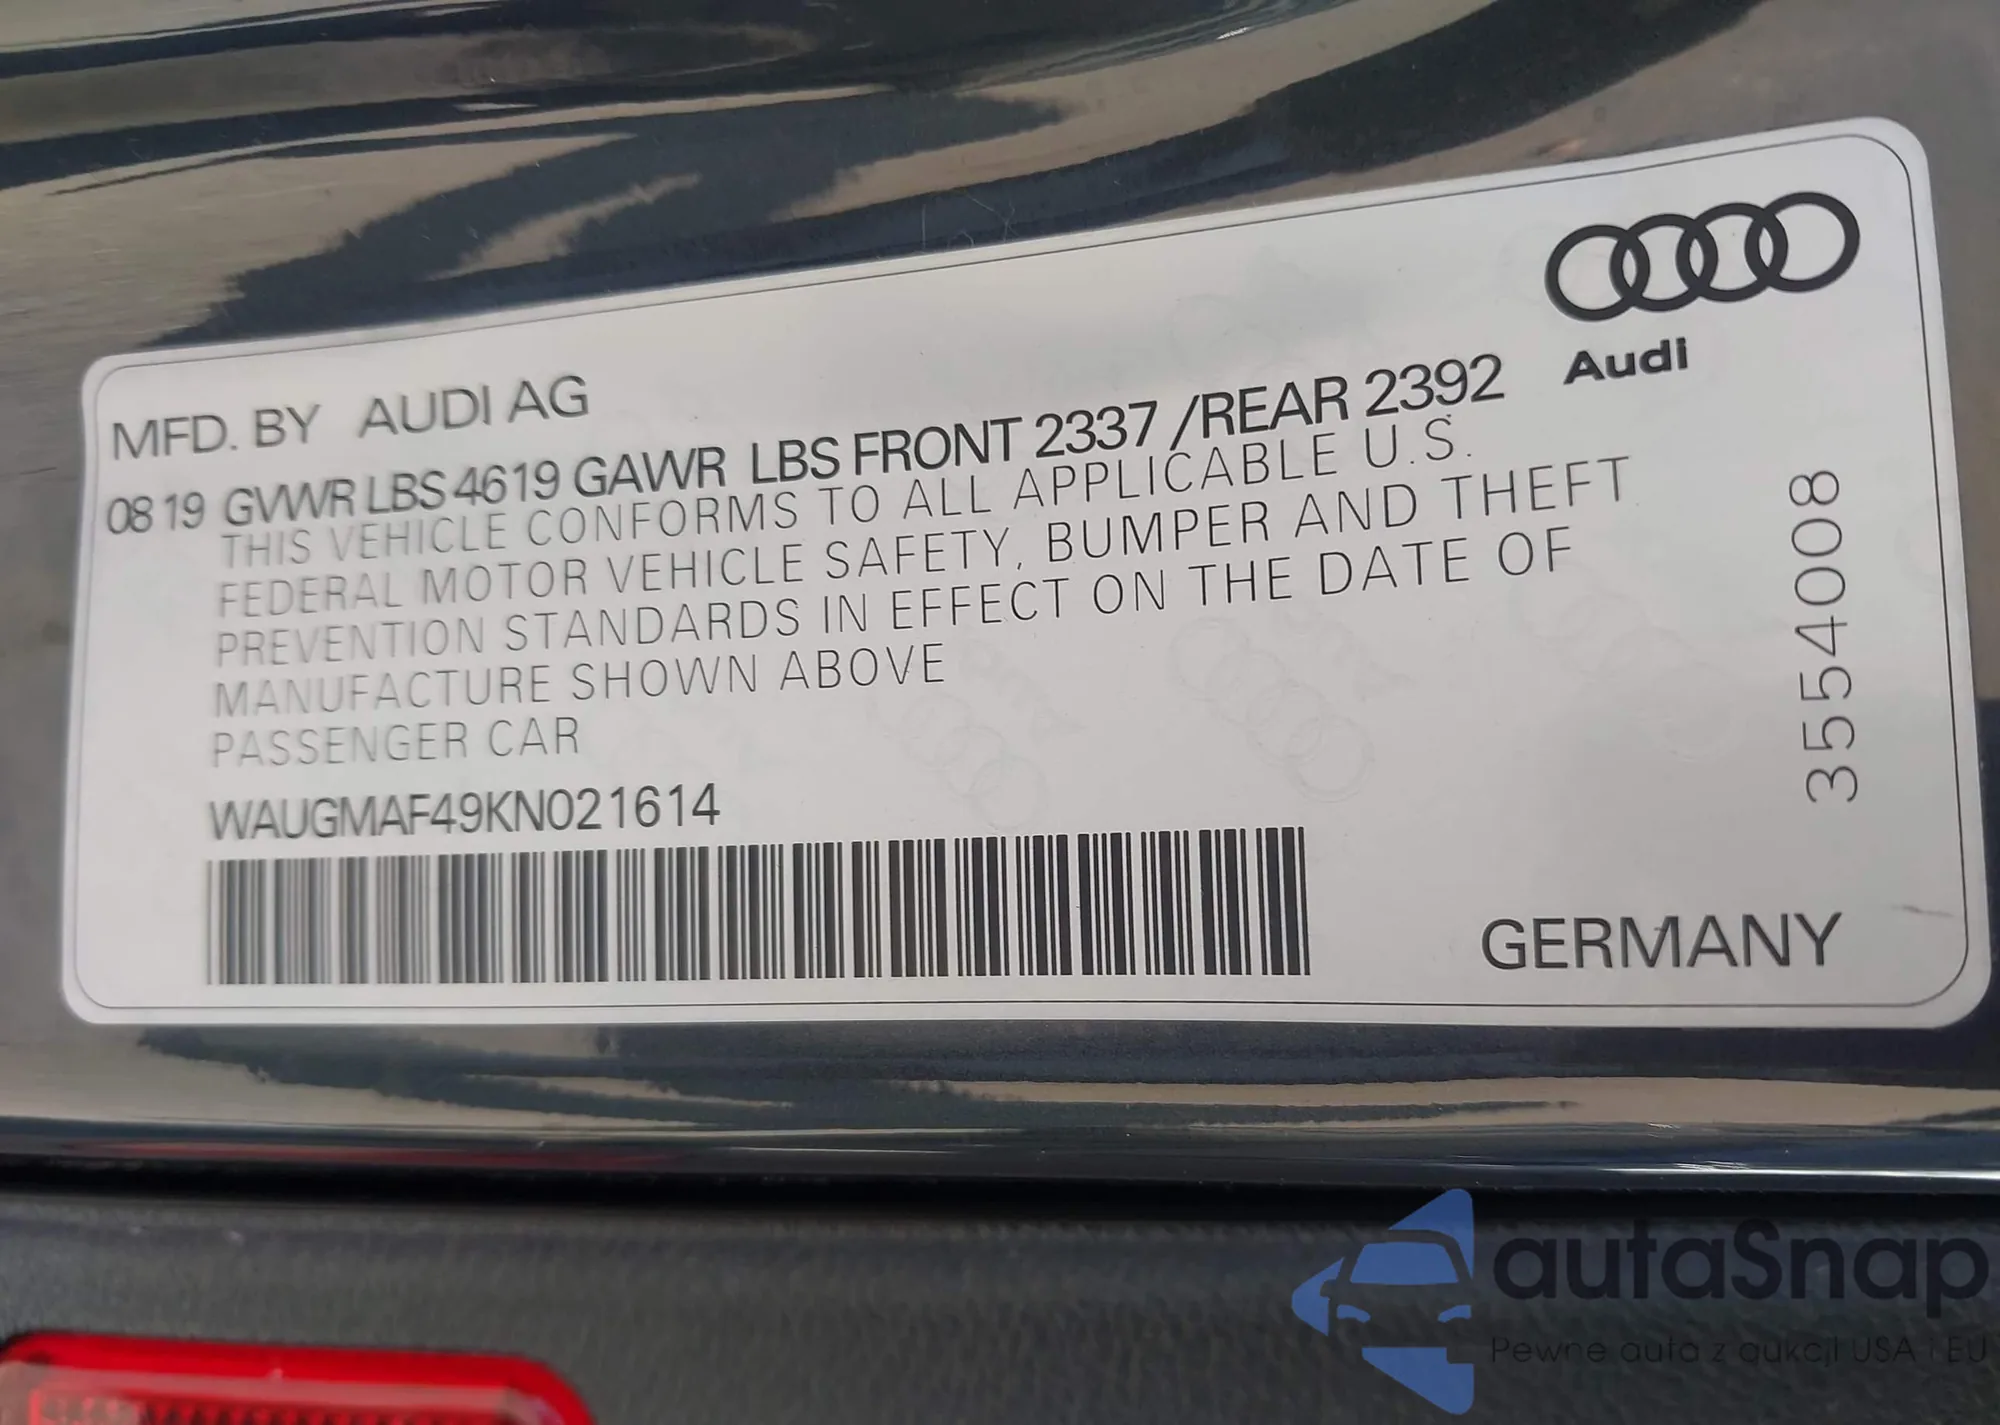 Audi
MFD. BY AUDI AG
08 19 GVWR LBS 4619 GAWR LBS FRONT 2337 /REAR 2392
THIS VEHICLE CONFORMS TO ALL APPLICABLE U.S.
FEDERAL MOTOR VEHICLE SAFETY, BUMPER AND THEFT
PREVENTION STANDARDS IN EFFECT ON THE DATE OF
MANUFACTURE SHOWN ABOVE
PASSENGER CAR
WAUGMAF49KN021614
3554008
GERMANY
autaSnap
Pewne auta z aukcji USA i EU